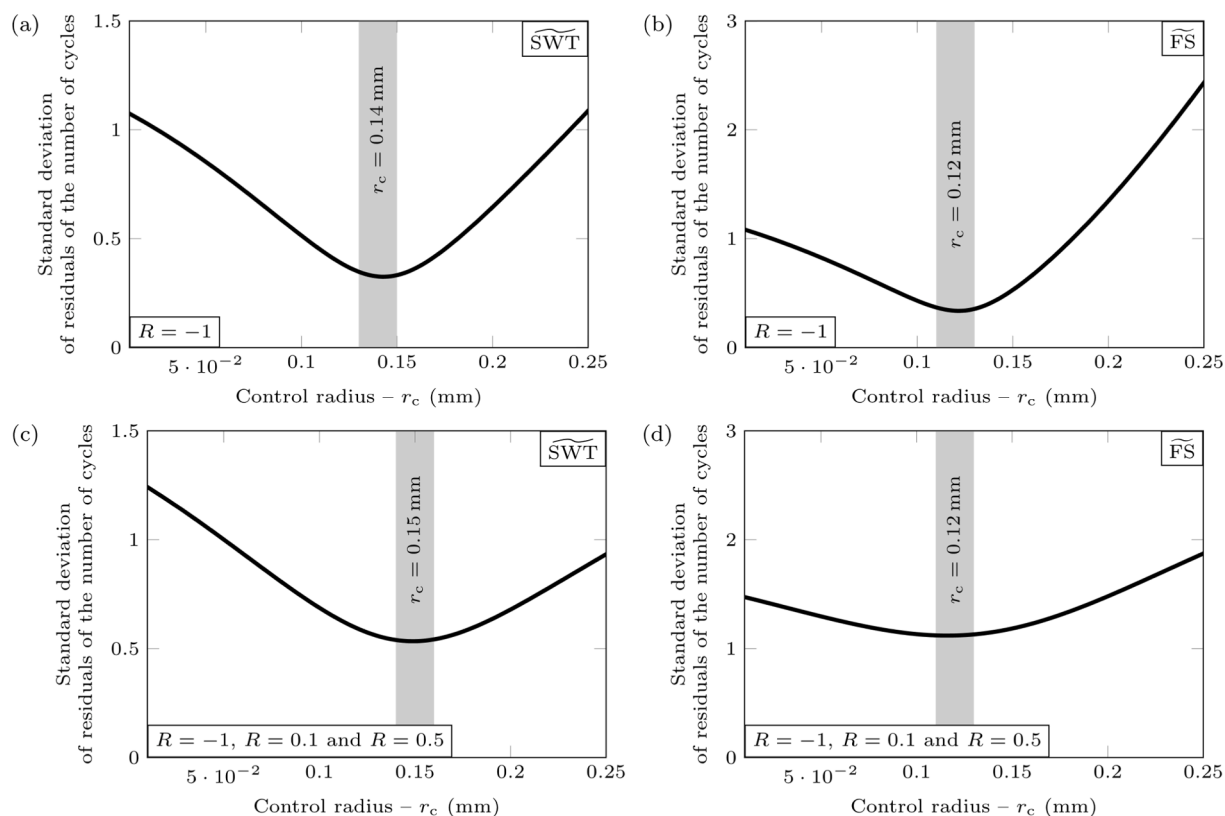 (a)
1.5
1
0.5
0
Standard deviation
of residuals of the number of cycles
SWT
r_c = 0.14 mm
R = −1
5 · 10^−2
0.1
0.15
0.2
0.25
Control radius – r_c (mm)
(b)
3
2
1
0
Standard deviation
of residuals of the number of cycles
FS
r_c = 0.12 mm
R = −1
5 · 10^−2
0.1
0.15
0.2
0.25
Control radius – r_c (mm)
(c)
1.5
1
0.5
0
Standard deviation
of residuals of the number of cycles
SWT
r_c = 0.15 mm
R = −1, R = 0.1 and R = 0.5
5 · 10^−2
0.1
0.15
0.2
0.25
Control radius – r_c (mm)
(d)
3
2
1
0
Standard deviation
of residuals of the number of cycles
FS
r_c = 0.12 mm
R = −1, R = 0.1 and R = 0.5
5 · 10^−2
0.1
0.15
0.2
0.25
Control radius – r_c (mm)